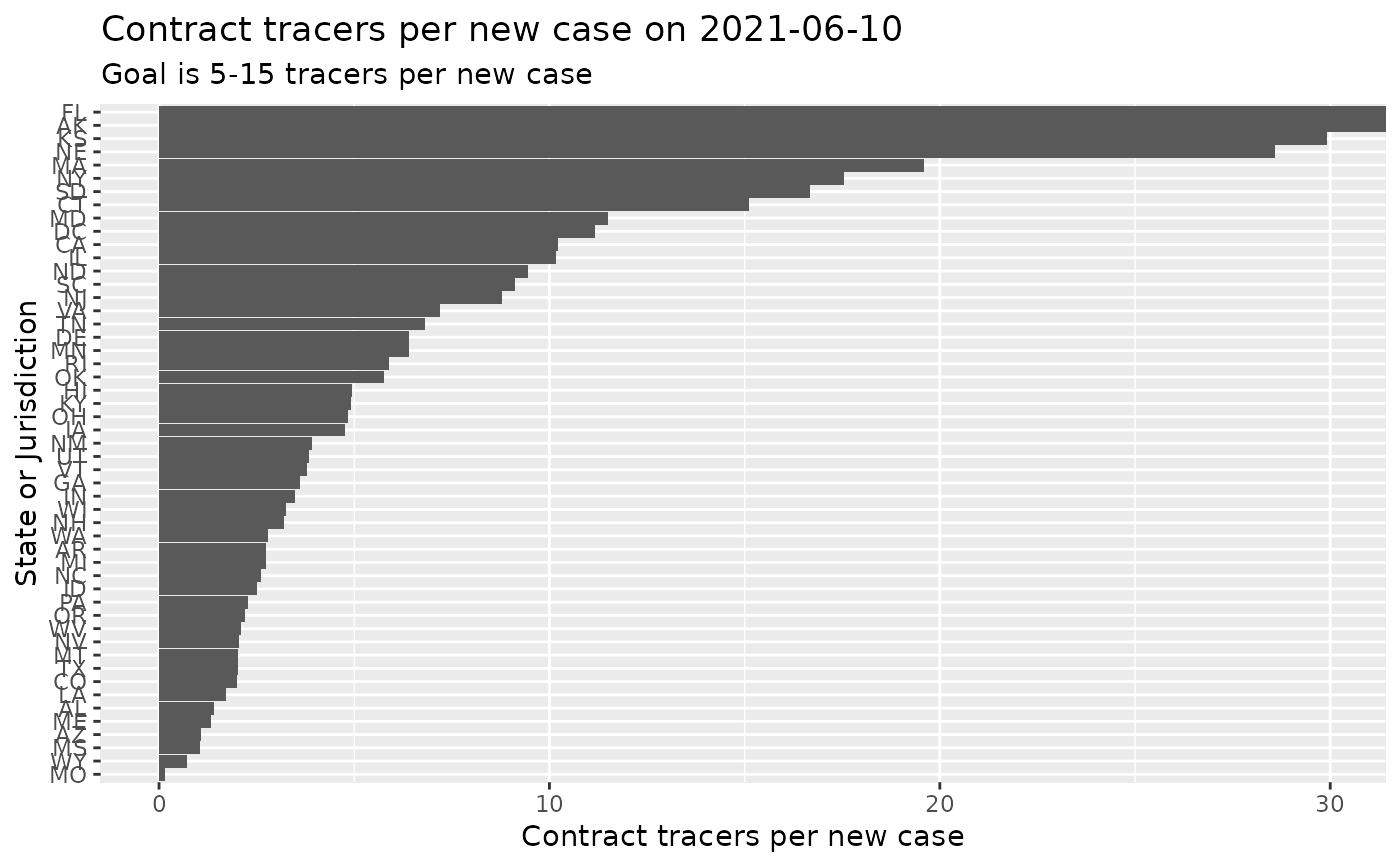 Contract tracers per new case on 2021-06-10
Goal is 5-15 tracers per new case
State or Jurisdiction
FL
AK
KS
NE
MA
NY
SD
CT
MD
DC
CA
IL
ND
SC
NJ
VA
TN
DE
MN
RI
OK
HI
KY
OH
IA
NM
UT
VT
GA
IN
WI
NH
WA
AR
MI
NC
ID
PA
OR
WV
NV
MT
TX
CO
LA
AL
ME
AZ
MS
WY
MO
0 10 20 30
Contract tracers per new case